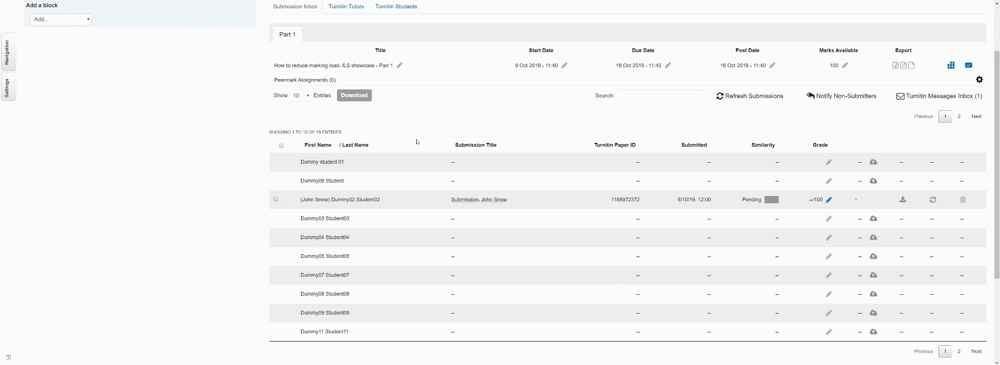 Add a block
Add...
Navigation
Settings
Submission Inbox Turnitin Tutors Turnitin Students
Part 1
Title Start Date Due Date Post Date Marks Available Export
How to reduce marking load- ILS showcase - Part 1 9 Oct 2019 - 11:40 16 Oct 2019 - 11:40 16 Oct 2019 - 11:40 100
Peermark Assignments (0)
Show 10 Entries Download Search: Refresh Submissions Notify Non-Submitters Turnitin Messages Inbox (1)
Previous 1 2 Next
SHOWING 1 TO 10 OF 19 ENTRIES
First Name / Last Name Submission Title Turnitin Paper ID Submitted Similarity Grade
Dummy student 01 -- -- -- -- -- -- -- --
Dummy06 Student -- -- -- -- -- -- -- --
(John Snow) Dummy02 Student02 Submission- John Snow 1188972372 9/10/19, 12:00 Pending --/100
Dummy03 Student03 -- -- -- -- -- -- -- --
Dummy04 Student04 -- -- -- -- -- -- -- --
Dummy05 Student05 -- -- -- -- -- -- -- --
Dummy07 Student07 -- -- -- -- -- -- -- --
Dummy08 Student08 -- -- -- -- -- -- -- --
Dummy09 Student09 -- -- -- -- -- -- -- --
Dummy11 Student11 -- -- -- -- -- -- -- --
Previous 1 2 Next